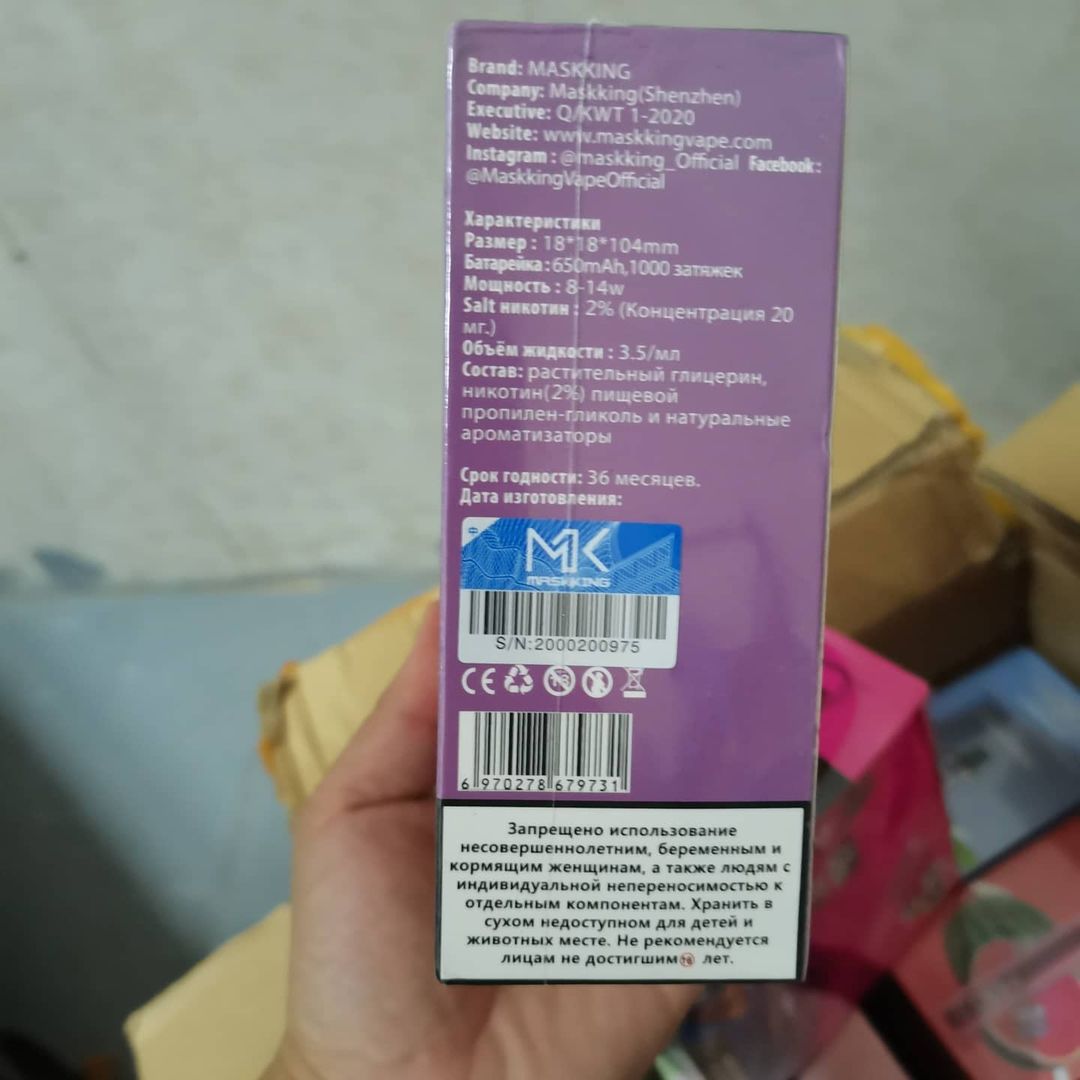 Brand: MASKKING
Company: Maskking(Shenzhen)
Executive: Q/KWT 1-2020
Website: www.maskkingvape.com
Instagram : @maskking_Official Facebook :
@MaskkingVapeOfficial
Характеристики
Размер : 18*18*104mm
Батарейка : 650mAh,1000 затяжек
Мощность : 8-14w
Salt никотин : 2% (Концентрация 20
мг.)
Объём жидкости : 3.5/мл
Состав: растительный глицерин,
никотин(2%) пищевой
пропилен-гликоль и натуральные
ароматизаторы
Срок годности: 36 месяцев.
Дата изготовления:
MK
MASKKING
S/N:2000200975
CE 18
6 970278 679731
Запрещено использование
несовершеннолетним, беременным и
кормящим женщинам, а также людям с
индивидуальной непереносимостью к
отдельным компонентам. Хранить в
сухом недоступном для детей и
животных месте. Не рекомендуется
лицам не достигшим 18 лет.